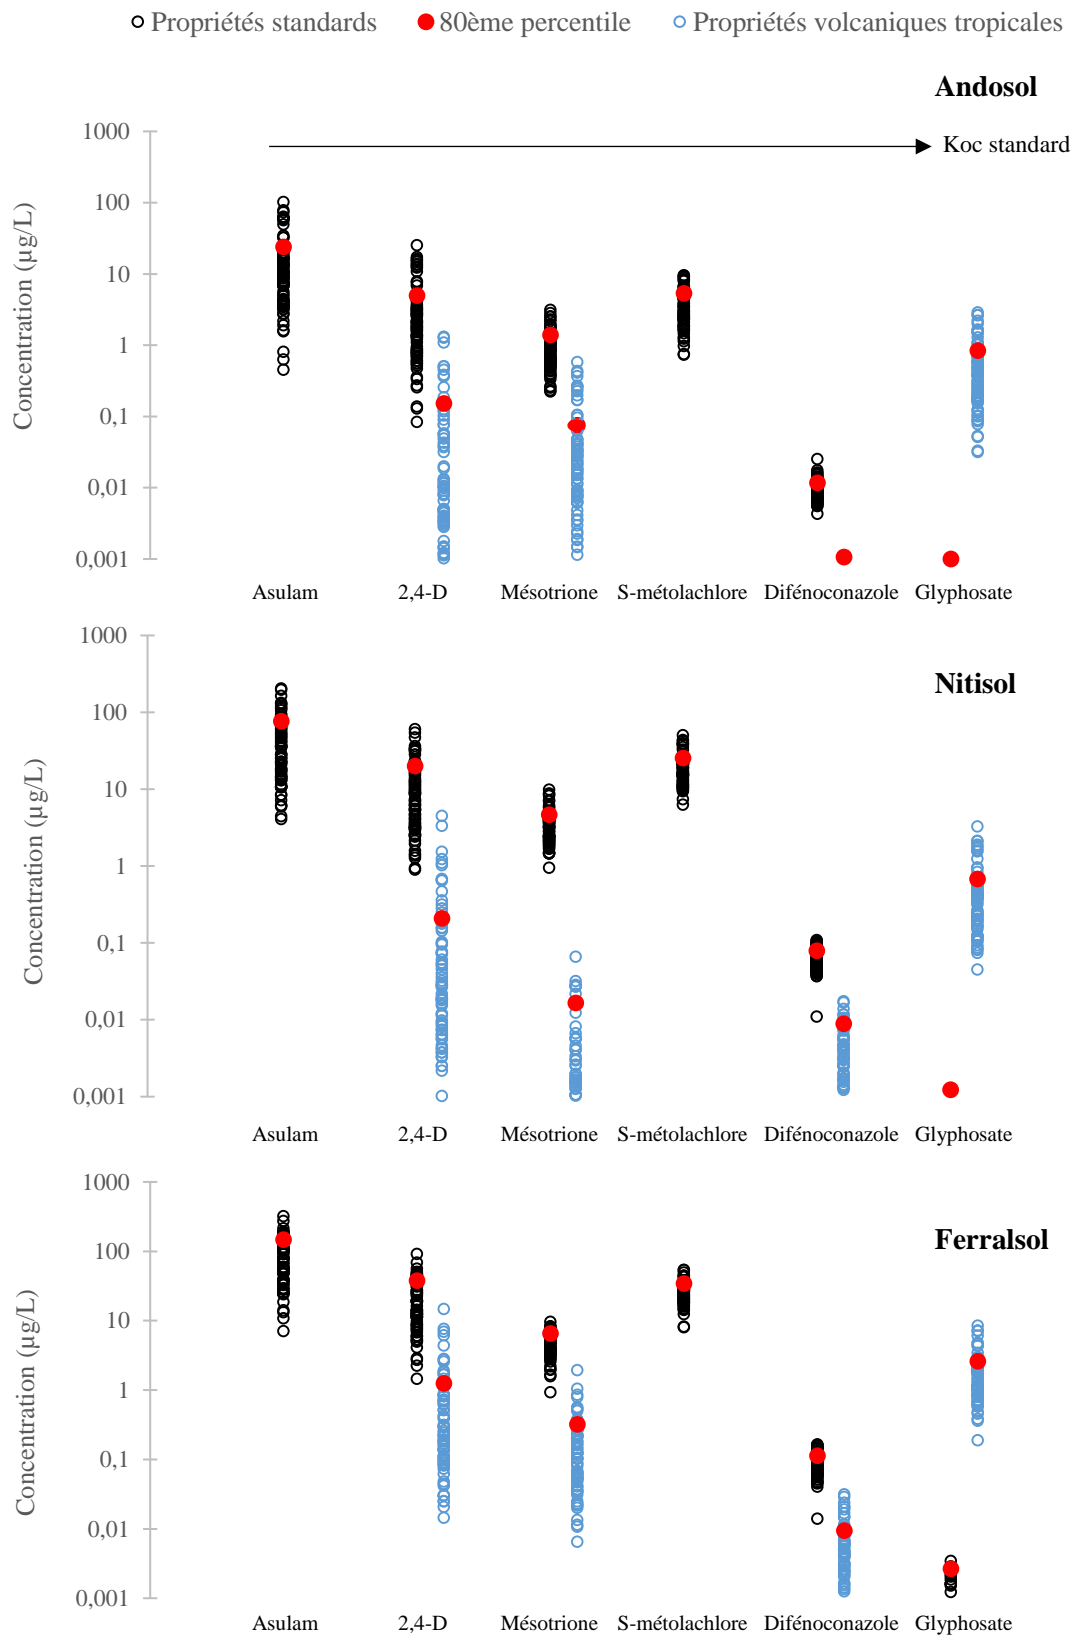 Propriétés standards 80ème percentile Propriétés volcaniques tropicales
Andosol
Koc standard
Concentration (µg/L)
1000
100
10
1
0,1
0,01
0,001
Asulam 2,4-D Mésotrione S-métolachlore Difénoconazole Glyphosate
Nitisol
Concentration (µg/L)
1000
100
10
1
0,1
0,01
0,001
Asulam 2,4-D Mésotrione S-métolachlore Difénoconazole Glyphosate
Ferralsol
Concentration (µg/L)
1000
100
10
1
0,1
0,01
0,001
Asulam 2,4-D Mésotrione S-métolachlore Difénoconazole Glyphosate